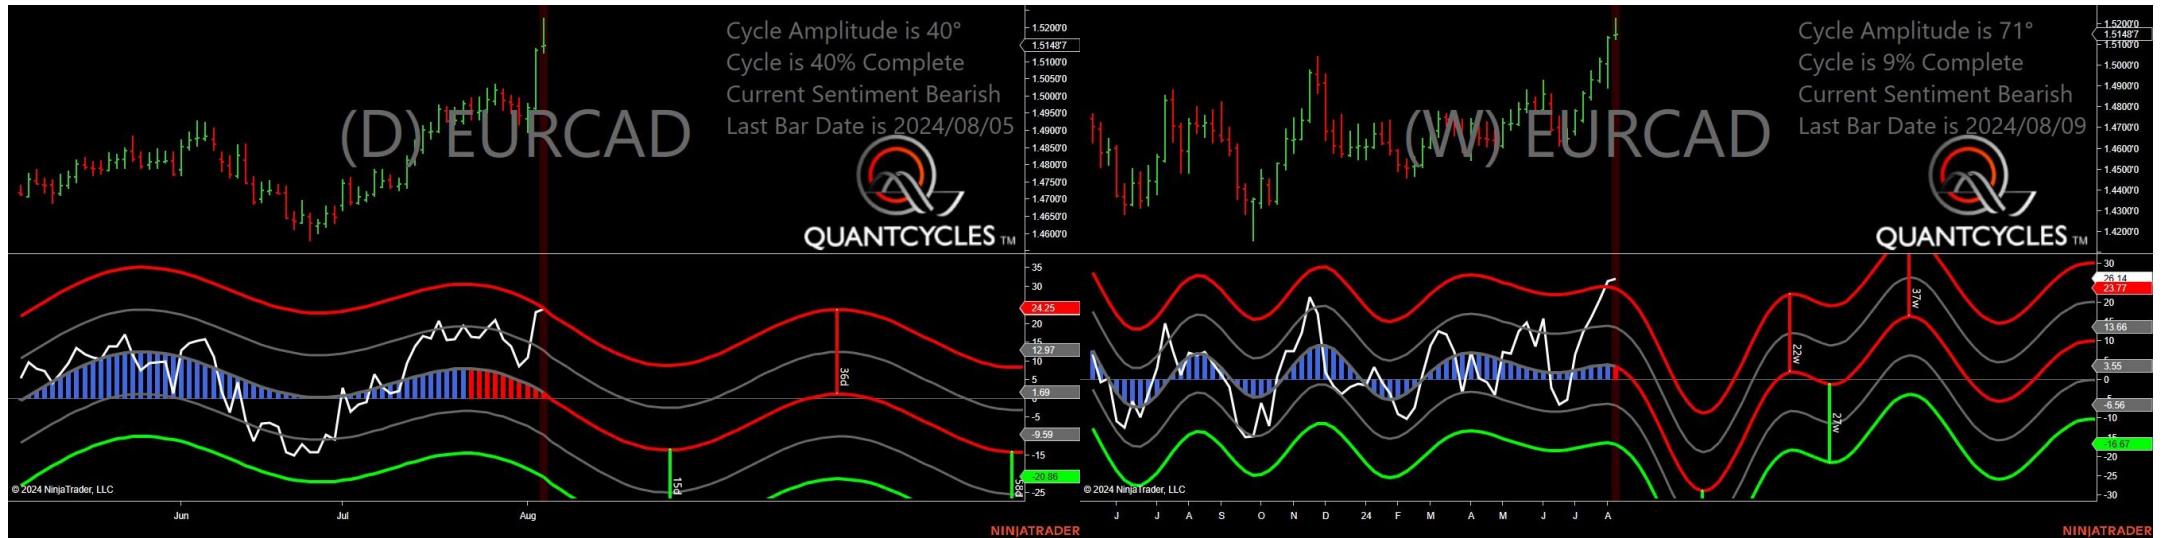 Cycle Amplitude is 40°
Cycle is 40% Complete
Current Sentiment Bearish
Last Bar Date is 2024/08/05
(D) EURCAD
QUANTCYCLES TM
1.5200'0
1.5148'7
1.5100'0
1.5050'0
1.5000'0
1.4950'0
1.4900'0
1.4850'0
1.4800'0
1.4750'0
1.4700'0
1.4650'0
1.4600'0
35
30
24.25
20
15
12.97
10
5
1.69
0
-5
-9.59
-15
-20.86
-25
36d
15d
58d
© 2024 NinjaTrader, LLC
Jun
Jul
Aug
NINJATRADER
Cycle Amplitude is 71°
Cycle is 9% Complete
Current Sentiment Bearish
Last Bar Date is 2024/08/09
(W) EURCAD
QUANTCYCLES TM
1.5200'0
1.5148'7
1.5100'0
1.5000'0
1.4900'0
1.4800'0
1.4700'0
1.4600'0
1.4500'0
1.4400'0
1.4300'0
1.4200'0
30
26.14
23.77
20
13.66
10
5
3.55
0
-6.56
-10
-16.67
-20
-25
-30
22w
27w
37w
© 2024 NinjaTrader, LLC
J
J
A
S
O
N
D
24
F
M
A
M
J
J
A
NINJATRADER